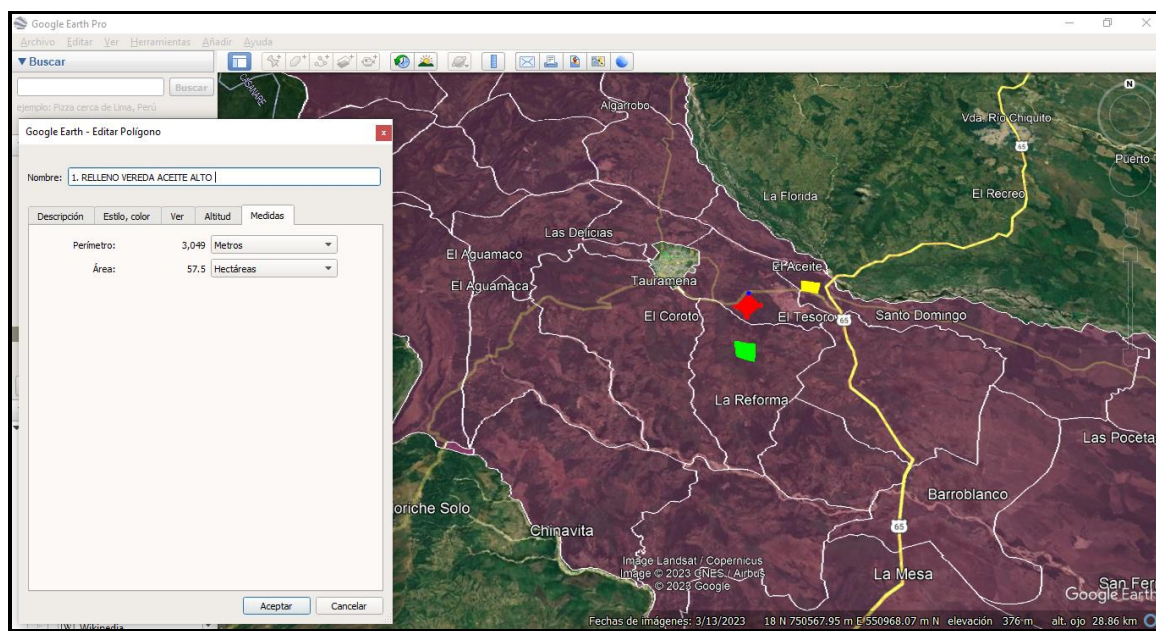 Google Earth Pro
Archivo Editar Ver Herramientas Añadir Ayuda
▼ Buscar
Buscar
ejemplo: Pizza cerca de Lima, Perú
Google Earth - Editar Polígono
x
Nombre: 1. RELLENO VEREDA ACEITE ALTO
Descripción Estilo, color Ver Altitud Medidas
Perímetro: 3,049 Metros
Área: 57.5 Hectáreas
Aceptar Cancelar
Wikipedia
CASANARE
N
Algarrobo
Vda. Río Chiquito
65
Puerto
La Florida
El Recreo
Las Delicias
El Aguamaco
El Aceite
Tauramena
El Aguamaca
El Coroto
El Tesoro
65
Santo Domingo
La Reforma
Las Poceta
Barroblanco
oriche Solo
65
Chinavita
La Mesa
San Fer
Image Landsat / Copernicus
Image © 2023 CNES / Airbus
© 2023 Google
Google Earth
Fechas de imágenes: 3/13/2023 18 N 750567.95 m E 550968.07 m N elevación 376 m alt. ojo 28.86 km